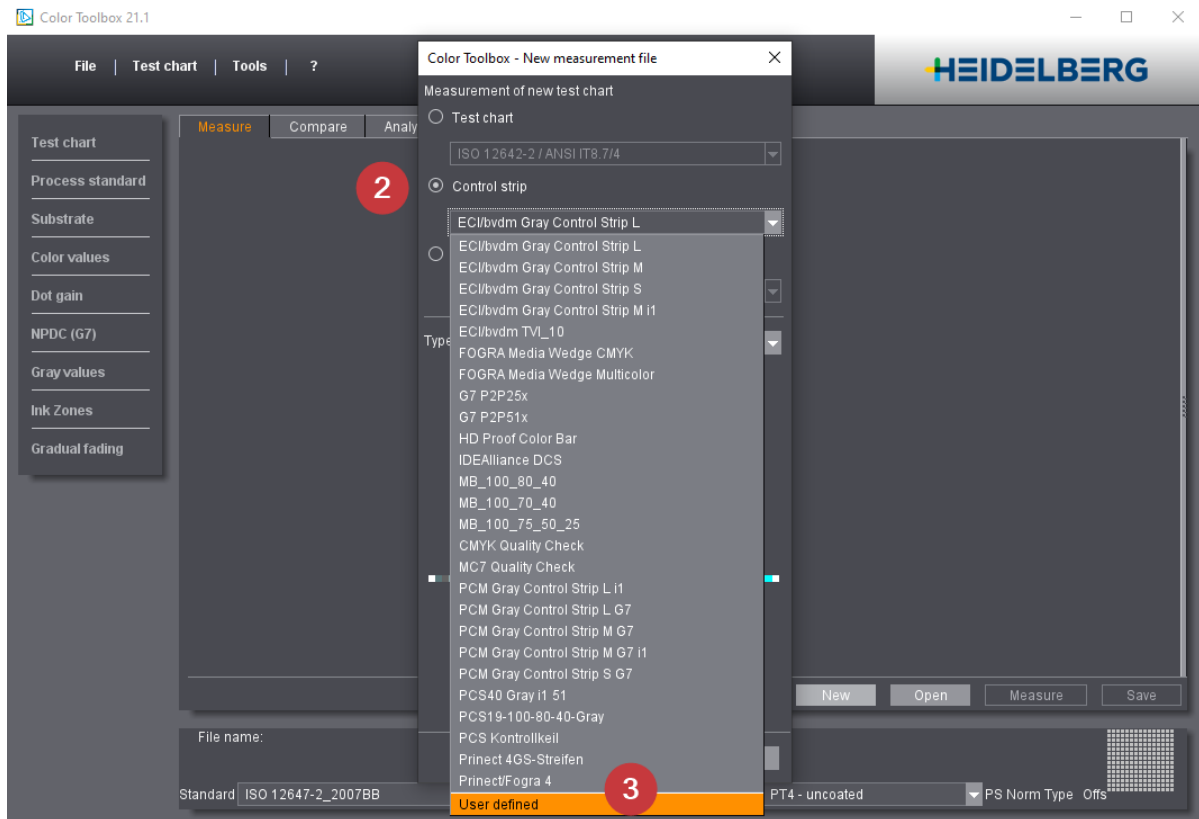 Color Toolbox 21.1
File | Test chart | Tools | ?
HEIDELBERG
Test chart
Process standard
Substrate
Color values
Dot gain
NPDC (G7)
Gray values
Ink Zones
Gradual fading
Measure Compare Analy
Color Toolbox - New measurement file
Measurement of new test chart
Test chart
ISO 12642-2 / ANSI IT8.7/4
2
Control strip
ECI/bvdm Gray Control Strip L
ECI/bvdm Gray Control Strip L
ECI/bvdm Gray Control Strip M
ECI/bvdm Gray Control Strip S
ECI/bvdm Gray Control Strip M i1
ECI/bvdm TVI_10
FOGRA Media Wedge CMYK
FOGRA Media Wedge Multicolor
G7 P2P25x
G7 P2P51x
HD Proof Color Bar
IDEAlliance DCS
MB_100_80_40
MB_100_70_40
MB_100_75_50_25
CMYK Quality Check
MC7 Quality Check
PCM Gray Control Strip L i1
PCM Gray Control Strip L G7
PCM Gray Control Strip M G7
PCM Gray Control Strip M G7 i1
PCM Gray Control Strip S G7
PCS40 Gray i1 51
PCS19-100-80-40-Gray
PCS Kontrollkeil
Prinect 4GS-Streifen
Prinect/Fogra 4
User defined
3
Type
New Open Measure Save
File name:
Standard ISO 12647-2_2007BB
PT4 - uncoated
PS Norm Type Offs